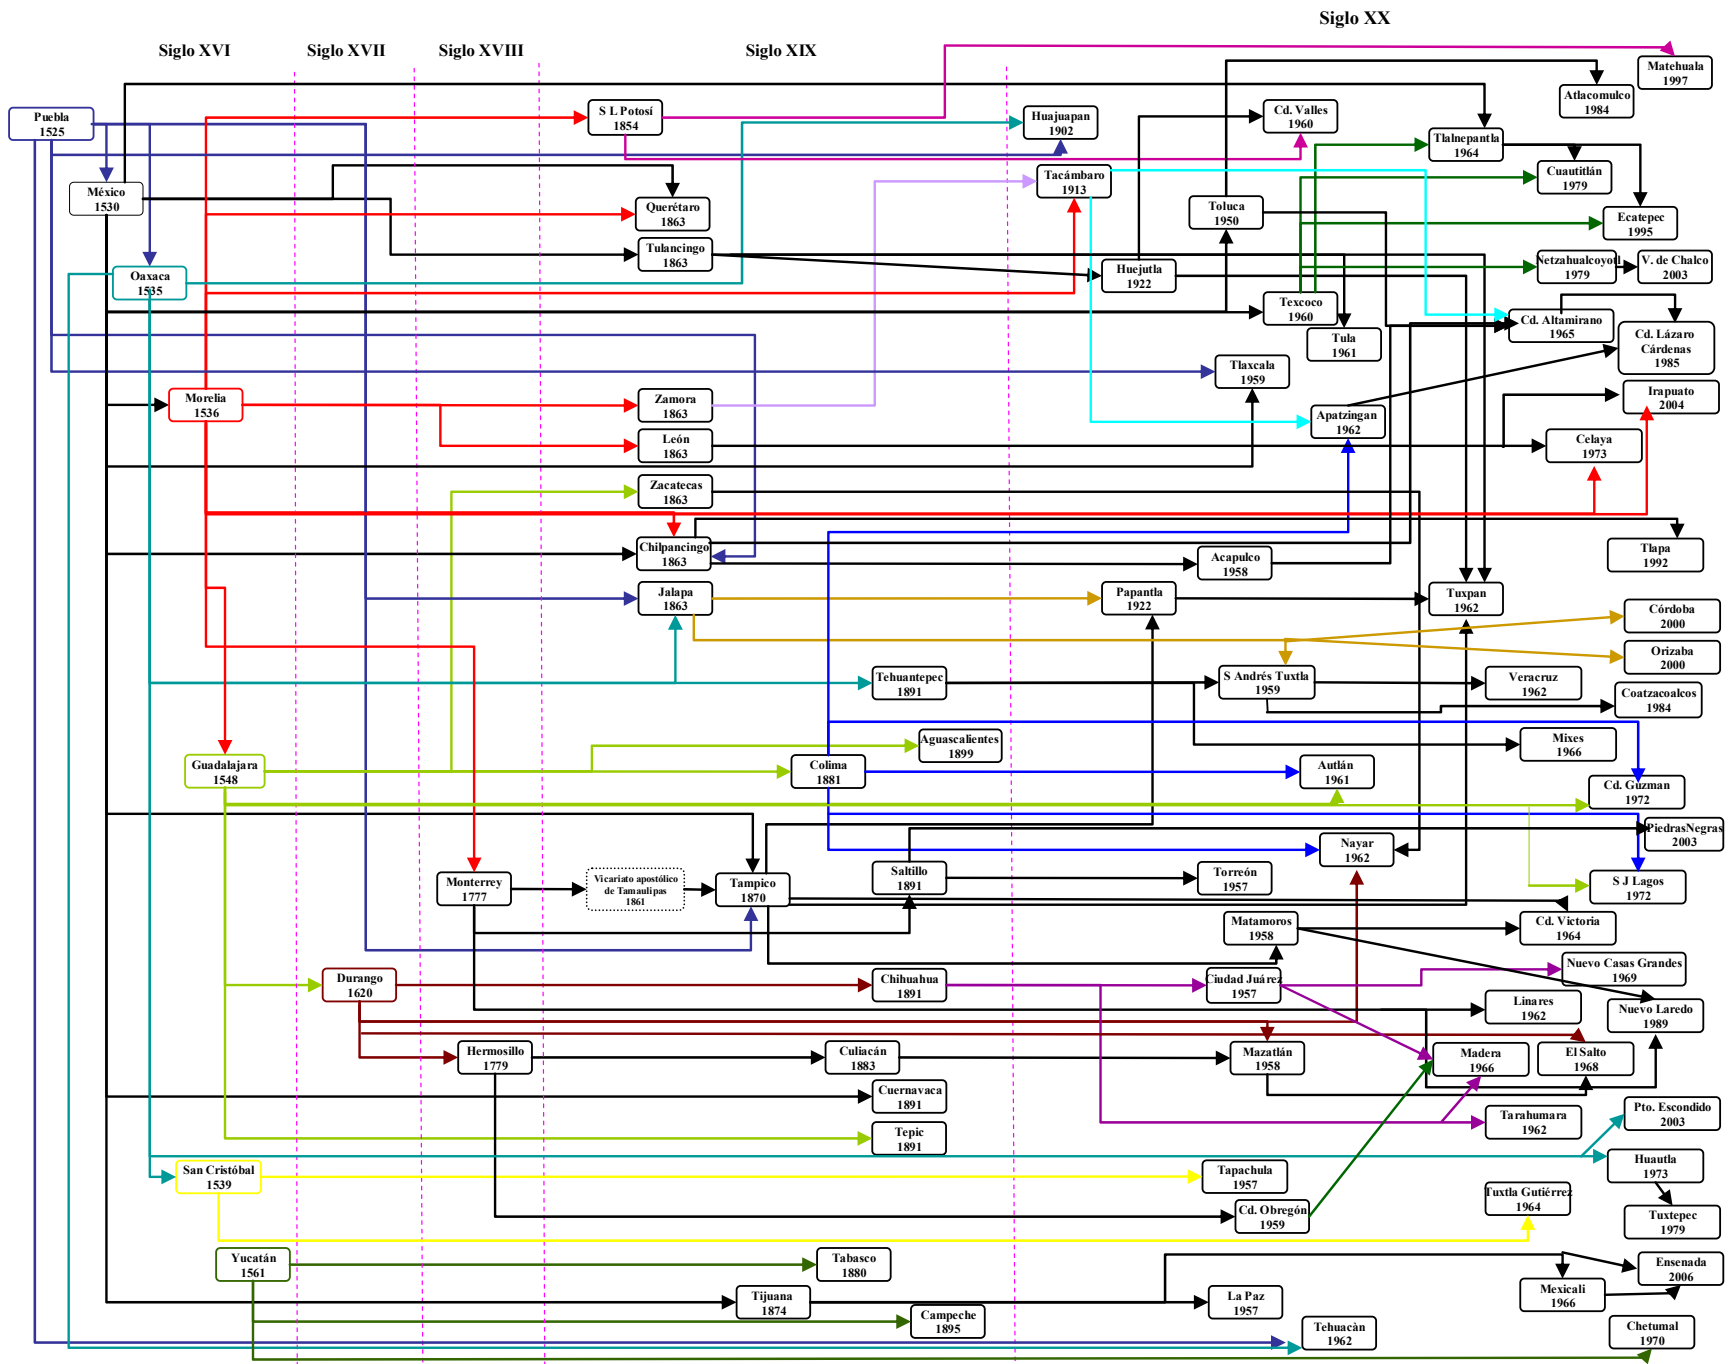 Siglo XX
Siglo XVI
Siglo XVII
Siglo XVIII
Siglo XIX
Matehuala
1997
Atlacomulco
1984
Puebla
1525
S L Potosí
1854
Huajuapan
1902
Cd. Valles
1960
Tlalnepantla
1964
Cuautitlán
1979
México
1530
Tacámbaro
1913
Querétaro
1863
Toluca
1950
Ecatepec
1995
Tulancingo
1863
Huejutla
1922
Netzahualcoyotl
1979
V. de Chalco
2003
Oaxaca
1535
Texcoco
1960
Tula
1961
Cd. Altamirano
1965
Cd. Lázaro
Cárdenas
1985
Tlaxcala
1959
Morelia
1536
Zamora
1863
Apatzingan
1962
Irapuato
2004
León
1863
Celaya
1973
Zacatecas
1863
Chilpancingo
1863
Acapulco
1958
Tlapa
1992
Jalapa
1863
Papantla
1922
Tuxpan
1962
Córdoba
2000
Orizaba
2000
Tehuantepec
1891
S Andrés Tuxtla
1959
Veracruz
1962
Coatzacoalcos
1984
Aguascalientes
1899
Mixes
1966
Guadalajara
1548
Colima
1881
Autlán
1961
Cd. Guzman
1972
PiedrasNegras
2003
Nayar
1962
Monterrey
1777
Vicariato apostólico
de Tamaulipas
1861
Tampico
1870
Saltillo
1891
Torreón
1957
S J Lagos
1972
Matamoros
1958
Cd. Victoria
1964
Durango
1620
Chihuahua
1891
Ciudad Juárez
1957
Nuevo Casas Grandes
1969
Linares
1962
Nuevo Laredo
1989
Hermosillo
1779
Culiacán
1883
Mazatlán
1958
Madera
1966
El Salto
1968
Cuernavaca
1891
Tarahumara
1962
Pto. Escondido
2003
Tepic
1891
San Cristóbal
1539
Tapachula
1957
Huautla
1973
Tuxtla Gutiérrez
1964
Cd. Obregón
1959
Tuxtepec
1979
Yucatán
1561
Tabasco
1880
Ensenada
2006
Tijuana
1874
La Paz
1957
Mexicali
1966
Campeche
1895
Tehuacàn
1962
Chetumal
1970